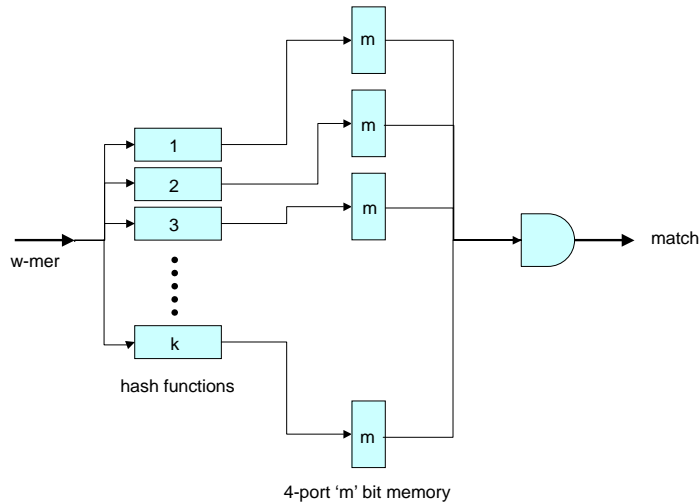 m
m
1
2
m
3
match
w-mer
k
hash functions
m
4-port ‘m’ bit memory